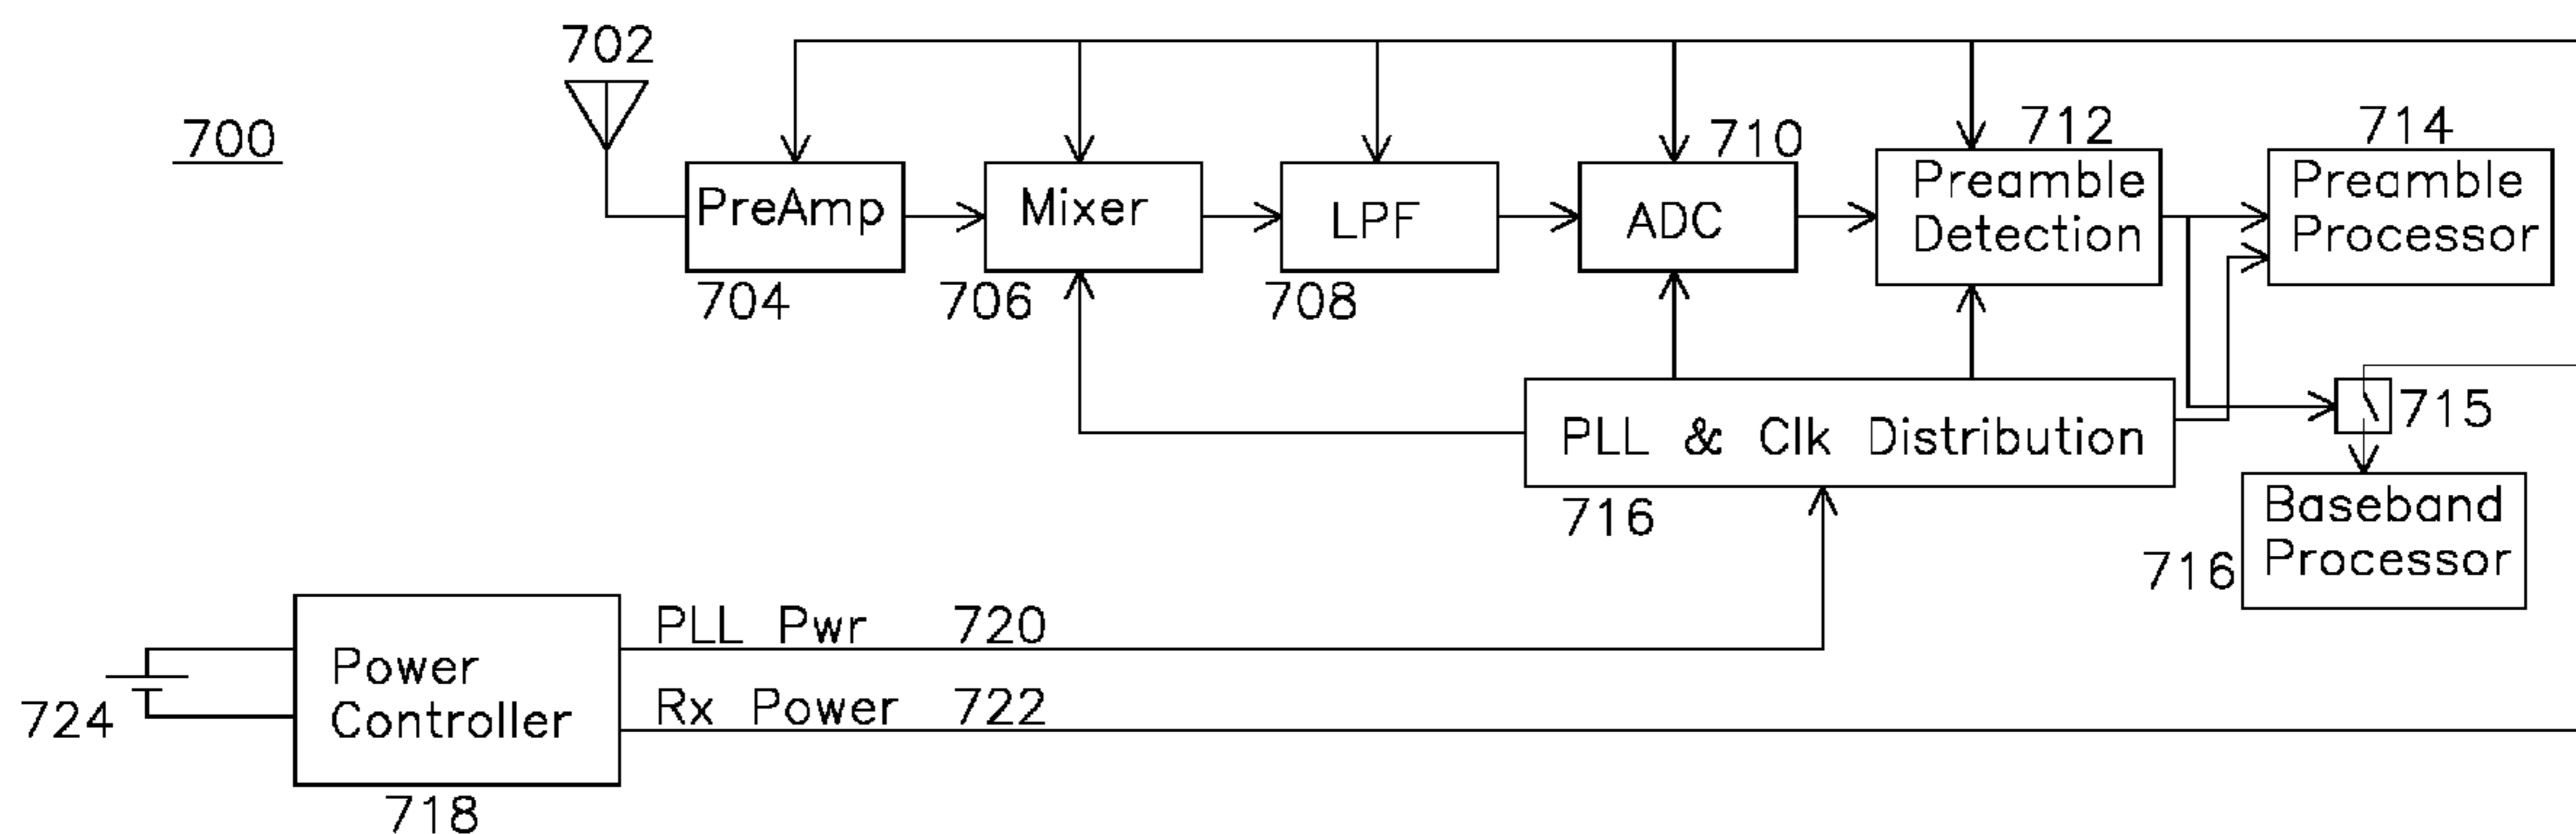 702
700
712
714
710
PreAmp
Mixer
LPF
ADC
Preamble
Detection
Preamble
Processor
704
706
708
715
PLL & Clk Distribution
716
Baseband
Processor
716
PLL Pwr 720
Power
Controller
Rx Power 722
724
718